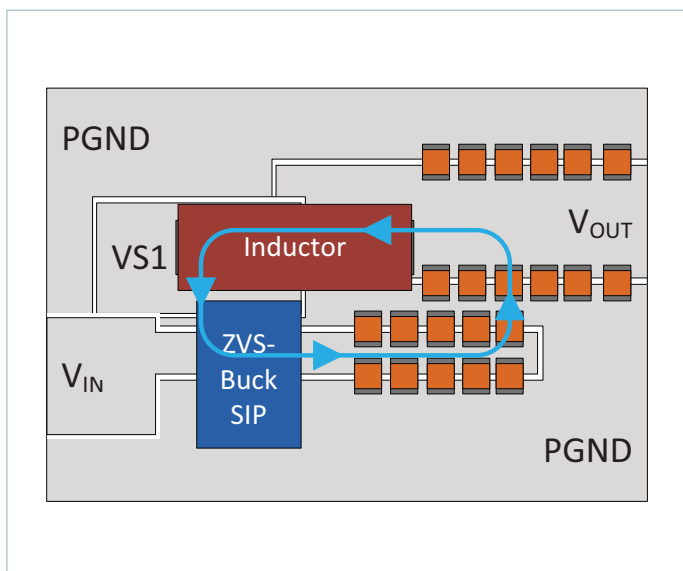 PGND
Inductor
VS1
VOUT
ZVS-
Buck
SIP
VIN
PGND